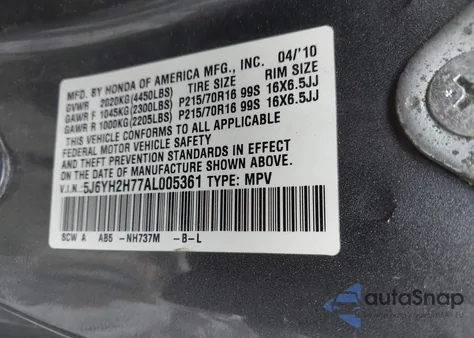 MFD. BY HONDA OF AMERICA MFG., INC. 04/'10
GVWR 2020KG(4450LBS) TIRE SIZE RIM SIZE
GAWR F 1045KG(2300LBS) P215/70R16 99S 16X6.5JJ
GAWR R 1000KG(2205LBS) P215/70R16 99S 16X6.5JJ
THIS VEHICLE CONFORMS TO ALL APPLICABLE
FEDERAL MOTOR VEHICLE SAFETY
AND THEFT PREVENTION STANDARDS IN EFFECT
ON THE DATE OF MANUFACTURE SHOWN ABOVE.
V.I.N.: 5J6YH2H77AL005361 TYPE: MPV
SCW A AB5 -NH737M -B-L
autoSnap